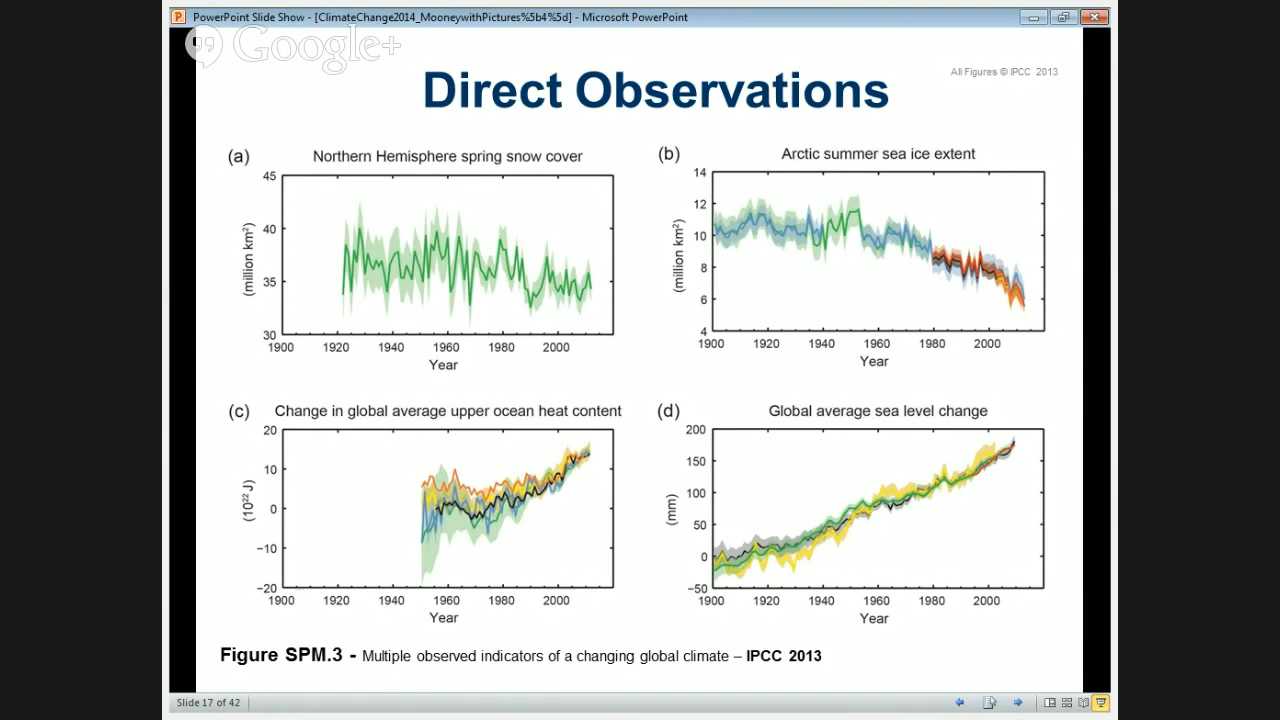 PowerPoint Slide Show - [ClimateChange2014_MooneywithPictures%5b4%5d] - Microsoft PowerPoint
Google+
All Figures © IPCC 2013
Direct Observations
(a) Northern Hemisphere spring snow cover
45
40
35
30
(million km²)
1900 1920 1940 1960 1980 2000
Year
(b) Arctic summer sea ice extent
14
12
10
8
6
4
(million km²)
1900 1920 1940 1960 1980 2000
Year
(c) Change in global average upper ocean heat content
20
10
0
−10
−20
(10²² J)
1900 1920 1940 1960 1980 2000
Year
(d) Global average sea level change
200
150
100
50
0
−50
(mm)
1900 1920 1940 1960 1980 2000
Year
Figure SPM.3 - Multiple observed indicators of a changing global climate – IPCC 2013
Slide 17 of 42